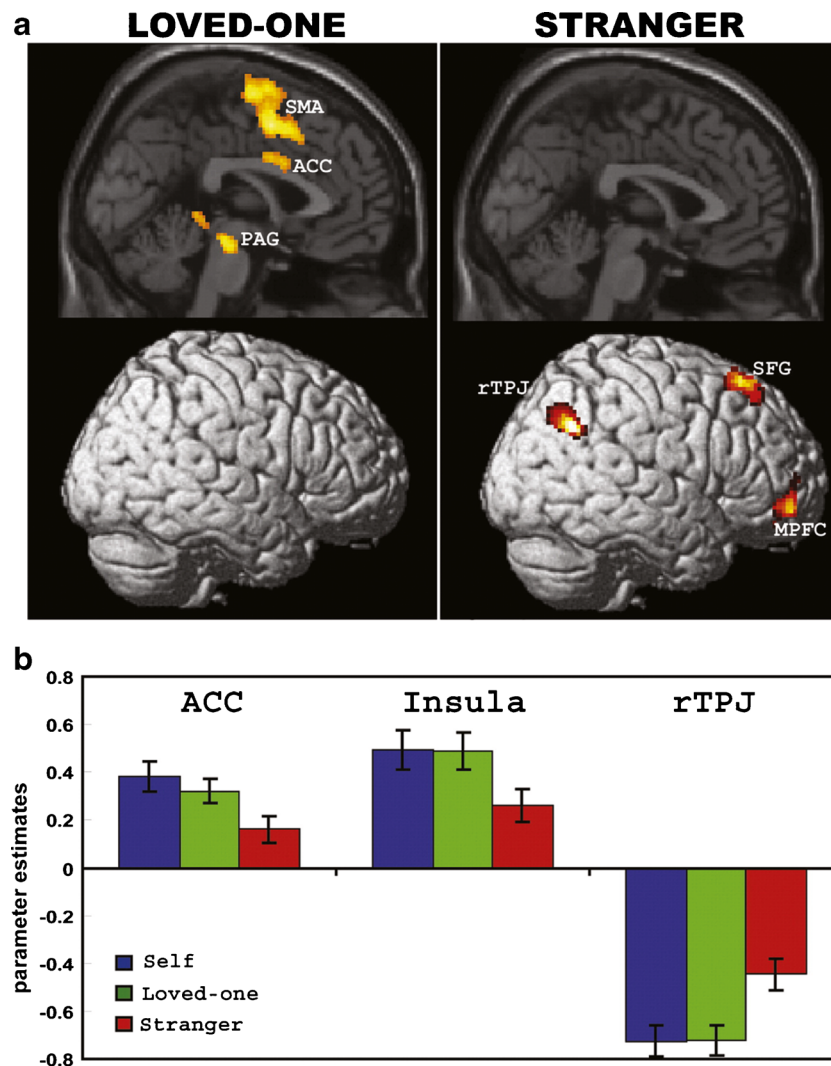 a
LOVED-ONE
STRANGER
SMA
ACC
PAG
rTPJ
SFG
MPFC
b
0.8
0.6
0.4
0.2
0
-0.2
-0.4
-0.6
-0.8
parameter estimates
ACC
Insula
rTPJ
Self
Loved-one
Stranger